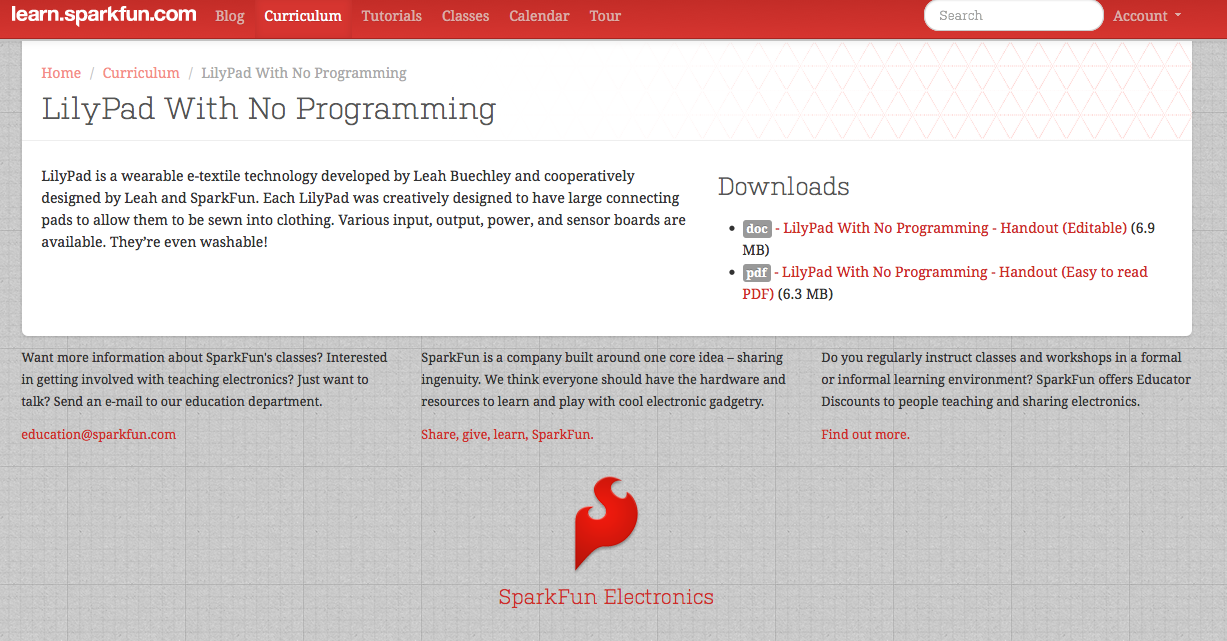 learn.sparkfun.com Blog Curriculum Tutorials Classes Calendar Tour Search Account
Home / Curriculum / LilyPad With No Programming
LilyPad With No Programming
LilyPad is a wearable e-textile technology developed by Leah Buechley and cooperatively
designed by Leah and SparkFun. Each LilyPad was creatively designed to have large connecting
pads to allow them to be sewn into clothing. Various input, output, power, and sensor boards are
available. They’re even washable!
Downloads
• doc - LilyPad With No Programming - Handout (Editable) (6.9
MB)
• pdf - LilyPad With No Programming - Handout (Easy to read
PDF) (6.3 MB)
Want more information about SparkFun's classes? Interested
in getting involved with teaching electronics? Just want to
talk? Send an e-mail to our education department.
education@sparkfun.com
SparkFun is a company built around one core idea – sharing
ingenuity. We think everyone should have the hardware and
resources to learn and play with cool electronic gadgetry.
Share, give, learn, SparkFun.
Do you regularly instruct classes and workshops in a formal
or informal learning environment? SparkFun offers Educator
Discounts to people teaching and sharing electronics.
Find out more.
SparkFun Electronics